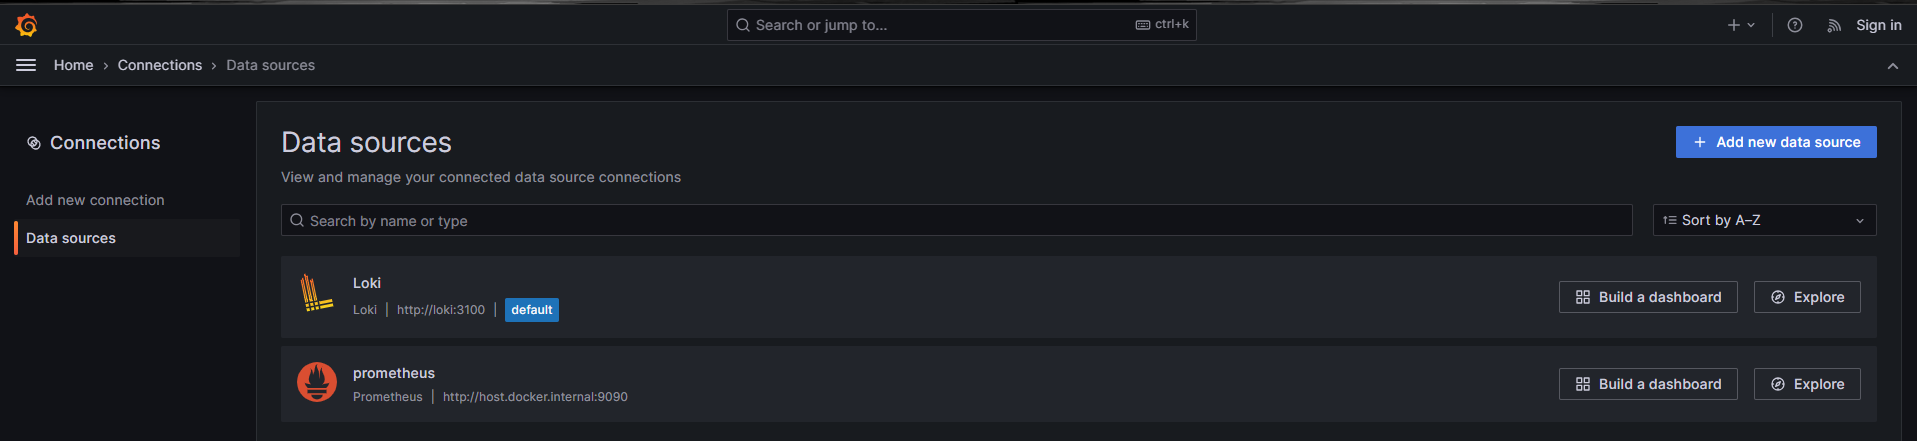 Search or jump to... ctrl+k Sign in
Home › Connections › Data sources
Connections
Add new connection
Data sources
Data sources
View and manage your connected data source connections
Add new data source
Search by name or type
Sort by A–Z
Loki
Loki | http://loki:3100 | default
Build a dashboard
Explore
prometheus
Prometheus | http://host.docker.internal:9090
Build a dashboard
Explore